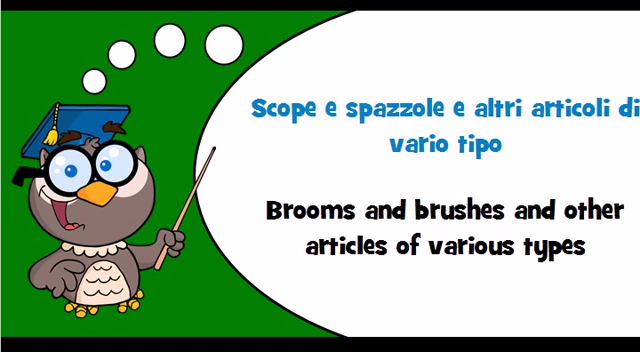 Scope e spazzole e altri articoli di
vario tipo
Brooms and brushes and other
articles of various types